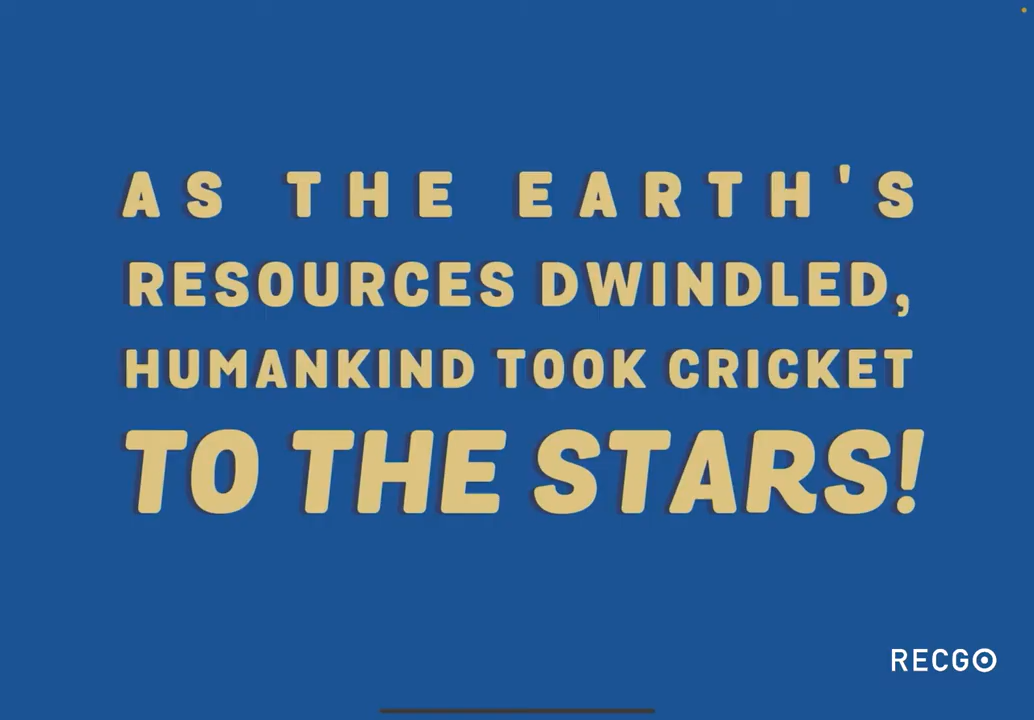 AS THE EARTH'S
RESOURCES DWINDLED,
HUMANKIND TOOK CRICKET
TO THE STARS!
RECGO